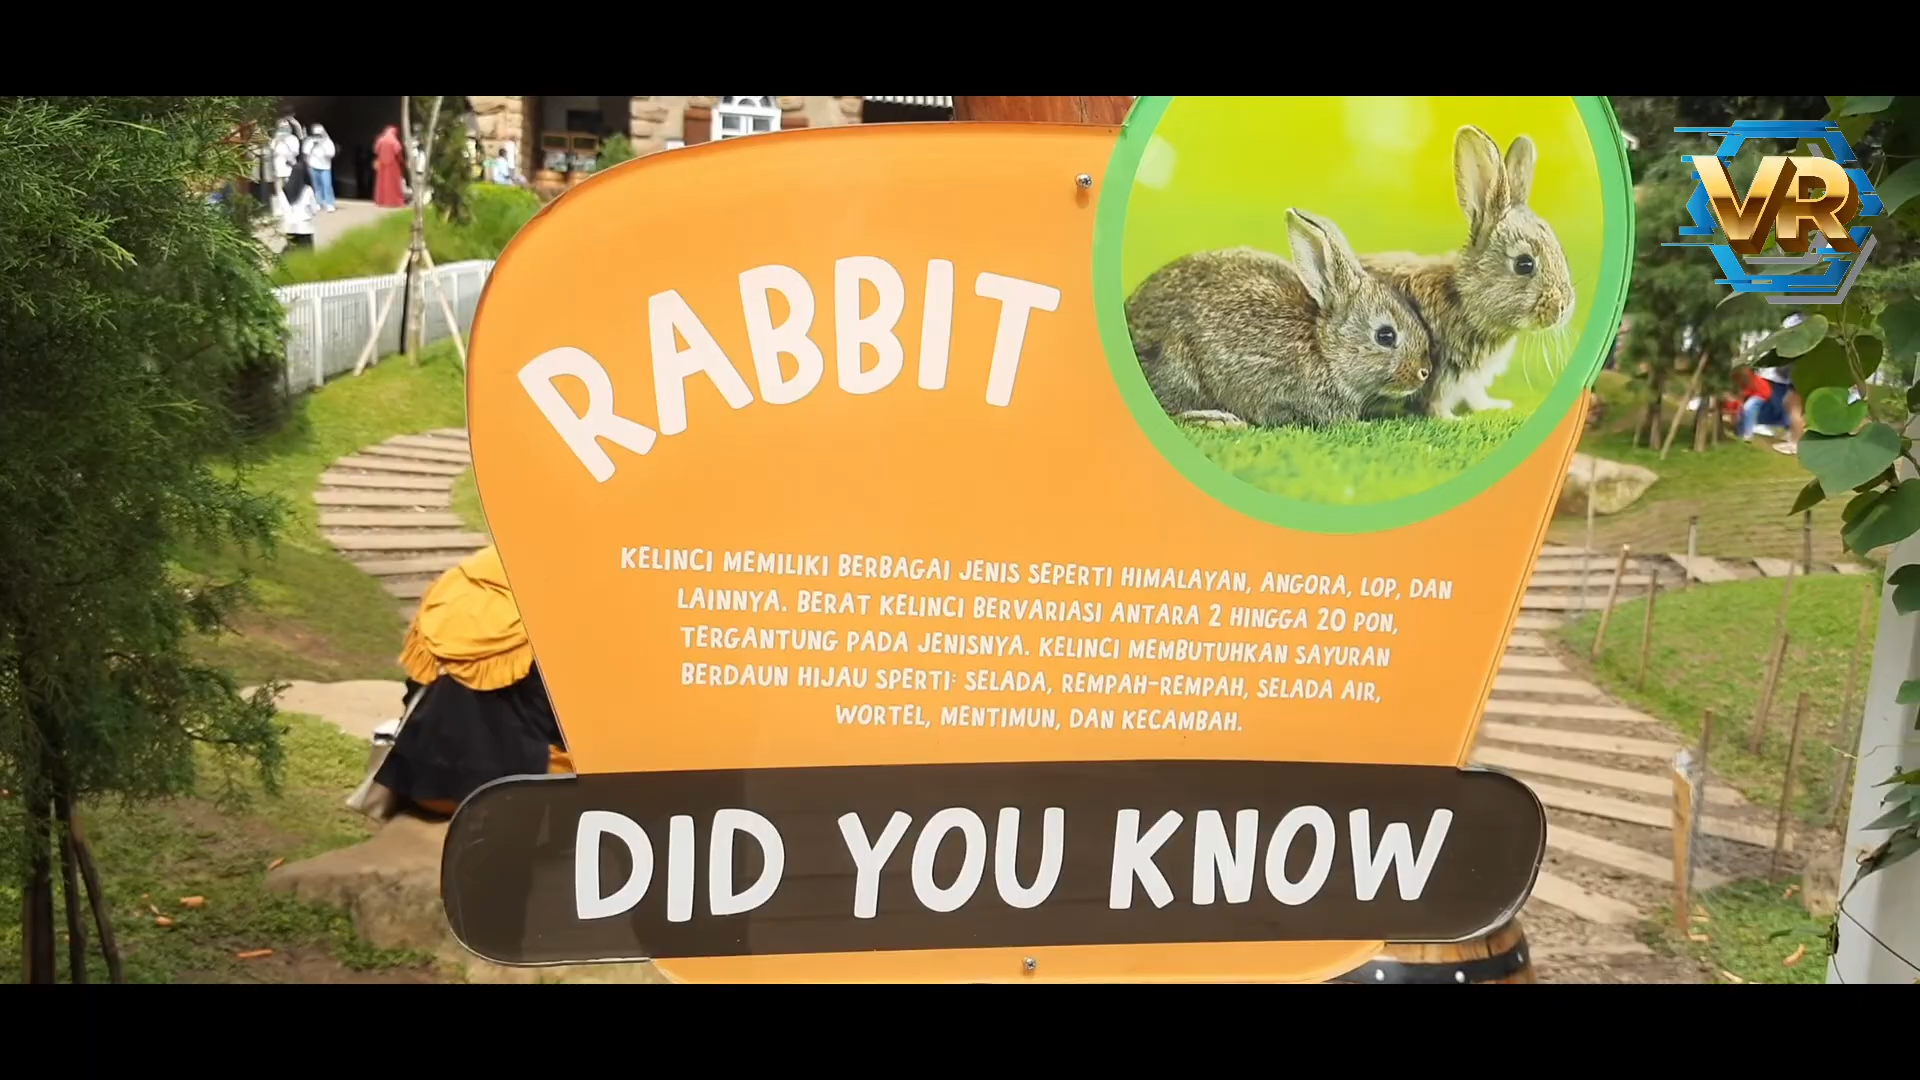 VR
RABBIT
KELINCI MEMILIKI BERBAGAI JENIS SEPERTI HIMALAYAN, ANGORA, LOP, DAN
LAINNYA. BERAT KELINCI BERVARIASI ANTARA 2 HINGGA 20 PON,
TERGANTUNG PADA JENISNYA. KELINCI MEMBUTUHKAN SAYURAN
BERDAUN HIJAU SPERTI: SELADA, REMPAH-REMPAH, SELADA AIR,
WORTEL, MENTIMUN, DAN KECAMBAH.
DID YOU KNOW